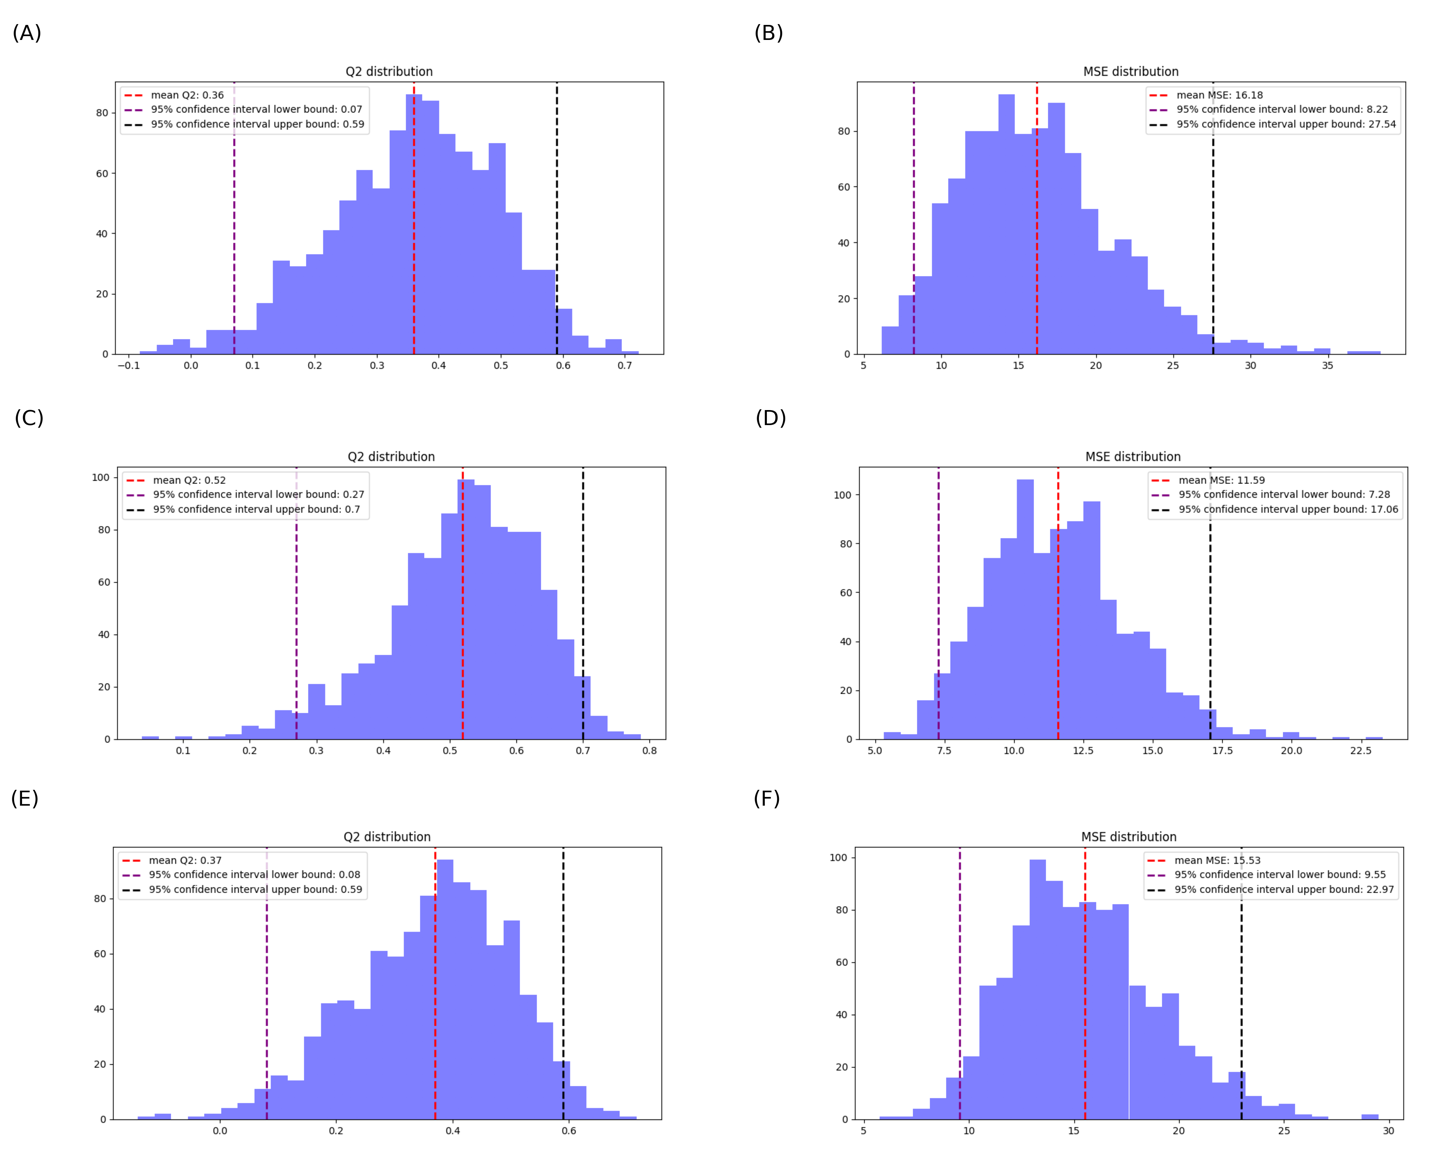 (A)
(B)
Q2 distribution
mean Q2: 0.36
95% confidence interval lower bound: 0.07
95% confidence interval upper bound: 0.59
80
60
40
20
0
−0.1 0.0 0.1 0.2 0.3 0.4 0.5 0.6 0.7
MSE distribution
mean MSE: 16.18
95% confidence interval lower bound: 8.22
95% confidence interval upper bound: 27.54
80
60
40
20
0
5 10 15 20 25 30 35
(C)
(D)
Q2 distribution
mean Q2: 0.52
95% confidence interval lower bound: 0.27
95% confidence interval upper bound: 0.7
100
80
60
40
20
0
0.1 0.2 0.3 0.4 0.5 0.6 0.7 0.8
MSE distribution
mean MSE: 11.59
95% confidence interval lower bound: 7.28
95% confidence interval upper bound: 17.06
100
80
60
40
20
0
5.0 7.5 10.0 12.5 15.0 17.5 20.0 22.5
(E)
(F)
Q2 distribution
mean Q2: 0.37
95% confidence interval lower bound: 0.08
95% confidence interval upper bound: 0.59
80
60
40
20
0
0.0 0.2 0.4 0.6
MSE distribution
mean MSE: 15.53
95% confidence interval lower bound: 9.55
95% confidence interval upper bound: 22.97
100
80
60
40
20
0
5 10 15 20 25 30